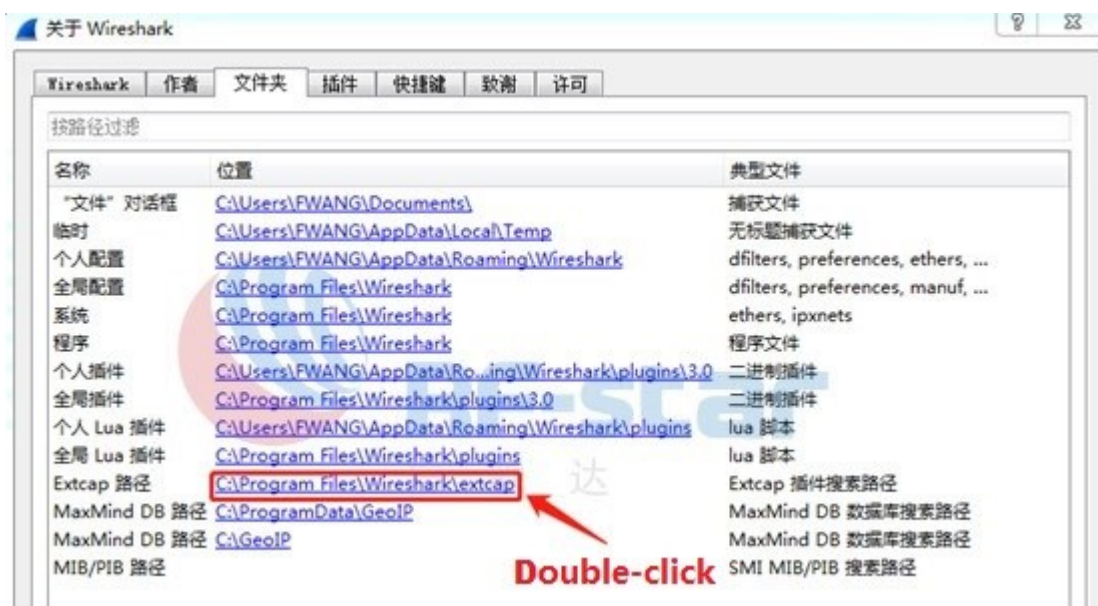 关于 Wireshark
Wireshark 作者 文件夹 插件 快捷键 致谢 许可
按路径过滤
名称 位置 典型文件
"文件" 对话框 C:\Users\FWANG\Documents\ 捕获文件
临时 C:\Users\FWANG\AppData\Local\Temp 无标题捕获文件
个人配置 C:\Users\FWANG\AppData\Roaming\Wireshark dfilters, preferences, ethers, ...
全局配置 C:\Program Files\Wireshark dfilters, preferences, manuf, ...
系统 C:\Program Files\Wireshark ethers, ipxnets
程序 C:\Program Files\Wireshark 程序文件
个人插件 C:\Users\FWANG\AppData\Ro...ing\Wireshark\plugins\3.0 二进制插件
全局插件 C:\Program Files\Wireshark\plugins\3.0 二进制插件
个人 Lua 插件 C:\Users\FWANG\AppData\Roaming\Wireshark\plugins lua 脚本
全局 Lua 插件 C:\Program Files\Wireshark\plugins lua 脚本
Extcap 路径 C:\Program Files\Wireshark\extcap Extcap 插件搜索路径
MaxMind DB 路径 C:\ProgramData\GeoIP MaxMind DB 数据库搜索路径
MaxMind DB 路径 C:\GeoIP MaxMind DB 数据库搜索路径
MIB/PIB 路径 SMI MIB/PIB 搜索路径
Double-click